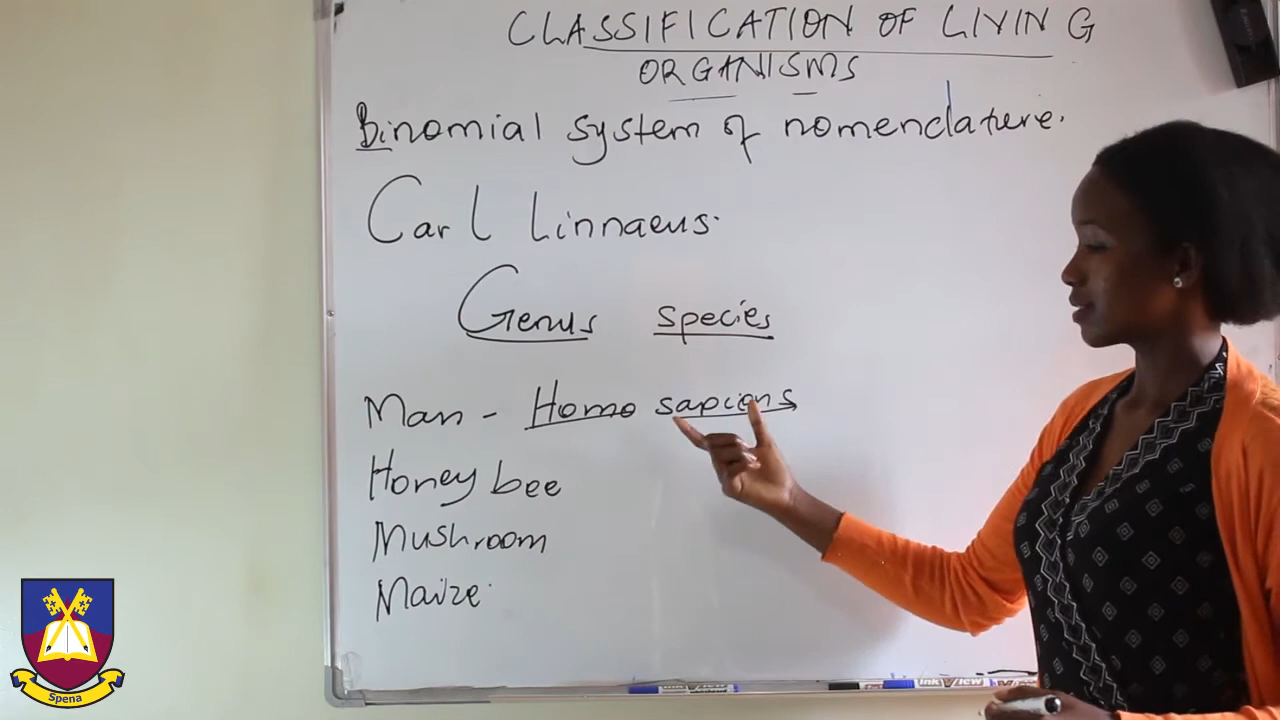 CLASSIFICATION OF LIVING
ORGANISMS
Binomial system of nomenclature.
Carl Linnaeus.
Genus species
Man - Homo sapiens
Honey bee
Mushroom
Maize
Spena